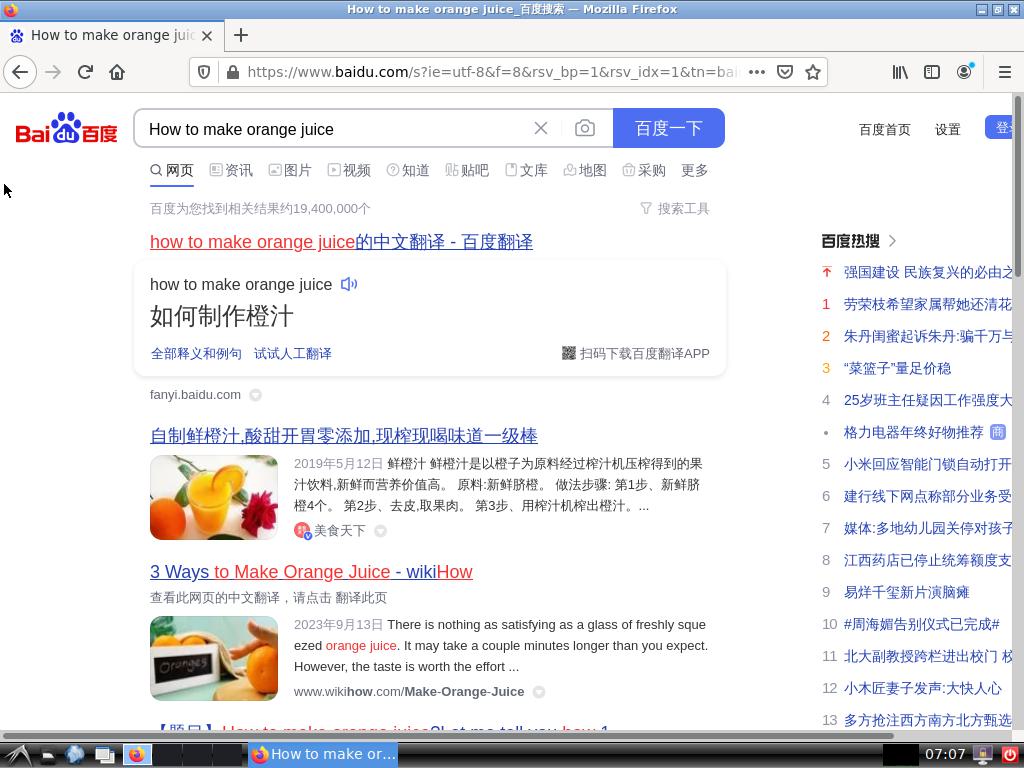 How to make orange juice_百度搜索 — Mozilla Firefox
How to make orange juic
https://www.baidu.com/s?ie=utf-8&f=8&rsv_bp=1&rsv_idx=1&tn=bai
Bai du 百度
How to make orange juice
百度一下
百度首页
设置
登
网页
资讯
图片
视频
知道
贴吧
文库
地图
采购
更多
百度为您找到相关结果约19,400,000个
搜索工具
how to make orange juice的中文翻译 - 百度翻译
how to make orange juice
如何制作橙汁
全部释义和例句
试试人工翻译
扫码下载百度翻译APP
fanyi.baidu.com
自制鲜橙汁,酸甜开胃零添加,现榨现喝味道一级棒
2019年5月12日 鲜橙汁 鲜橙汁是以橙子为原料经过榨汁机压榨得到的果
汁饮料,新鲜而营养价值高。 原料:新鲜脐橙。 做法步骤: 第1步、新鲜脐
橙4个。 第2步、去皮,取果肉。 第3步、用榨汁机榨出橙汁。...
美食天下
3 Ways to Make Orange Juice - wikiHow
查看此网页的中文翻译，请点击 翻译此页
Oranges
2023年9月13日 There is nothing as satisfying as a glass of freshly sque
ezed orange juice. It may take a couple minutes longer than you expect.
However, the taste is worth the effort ...
www.wikihow.com/Make-Orange-Juice
【题目】How to make orange juice?Let me tell you how.1
百度热搜
强国建设 民族复兴的必由之
1 劳荣枝希望家属帮她还清花
2 朱丹闺蜜起诉朱丹:骗千万与
3 “菜篮子”量足价稳
4 25岁班主任疑因工作强度大
• 格力电器年终好物推荐 商
5 小米回应智能门锁自动打开
6 建行线下网点称部分业务受
7 媒体:多地幼儿园关停对孩子
8 江西药店已停止统筹额度支
9 易烊千玺新片演脑瘫
10 #周海媚告别仪式已完成#
11 北大副教授跨栏进出校门 校
12 小木匠妻子发声:大快人心
13 多方抢注西方南方北方甄选
How to make or...
07:07